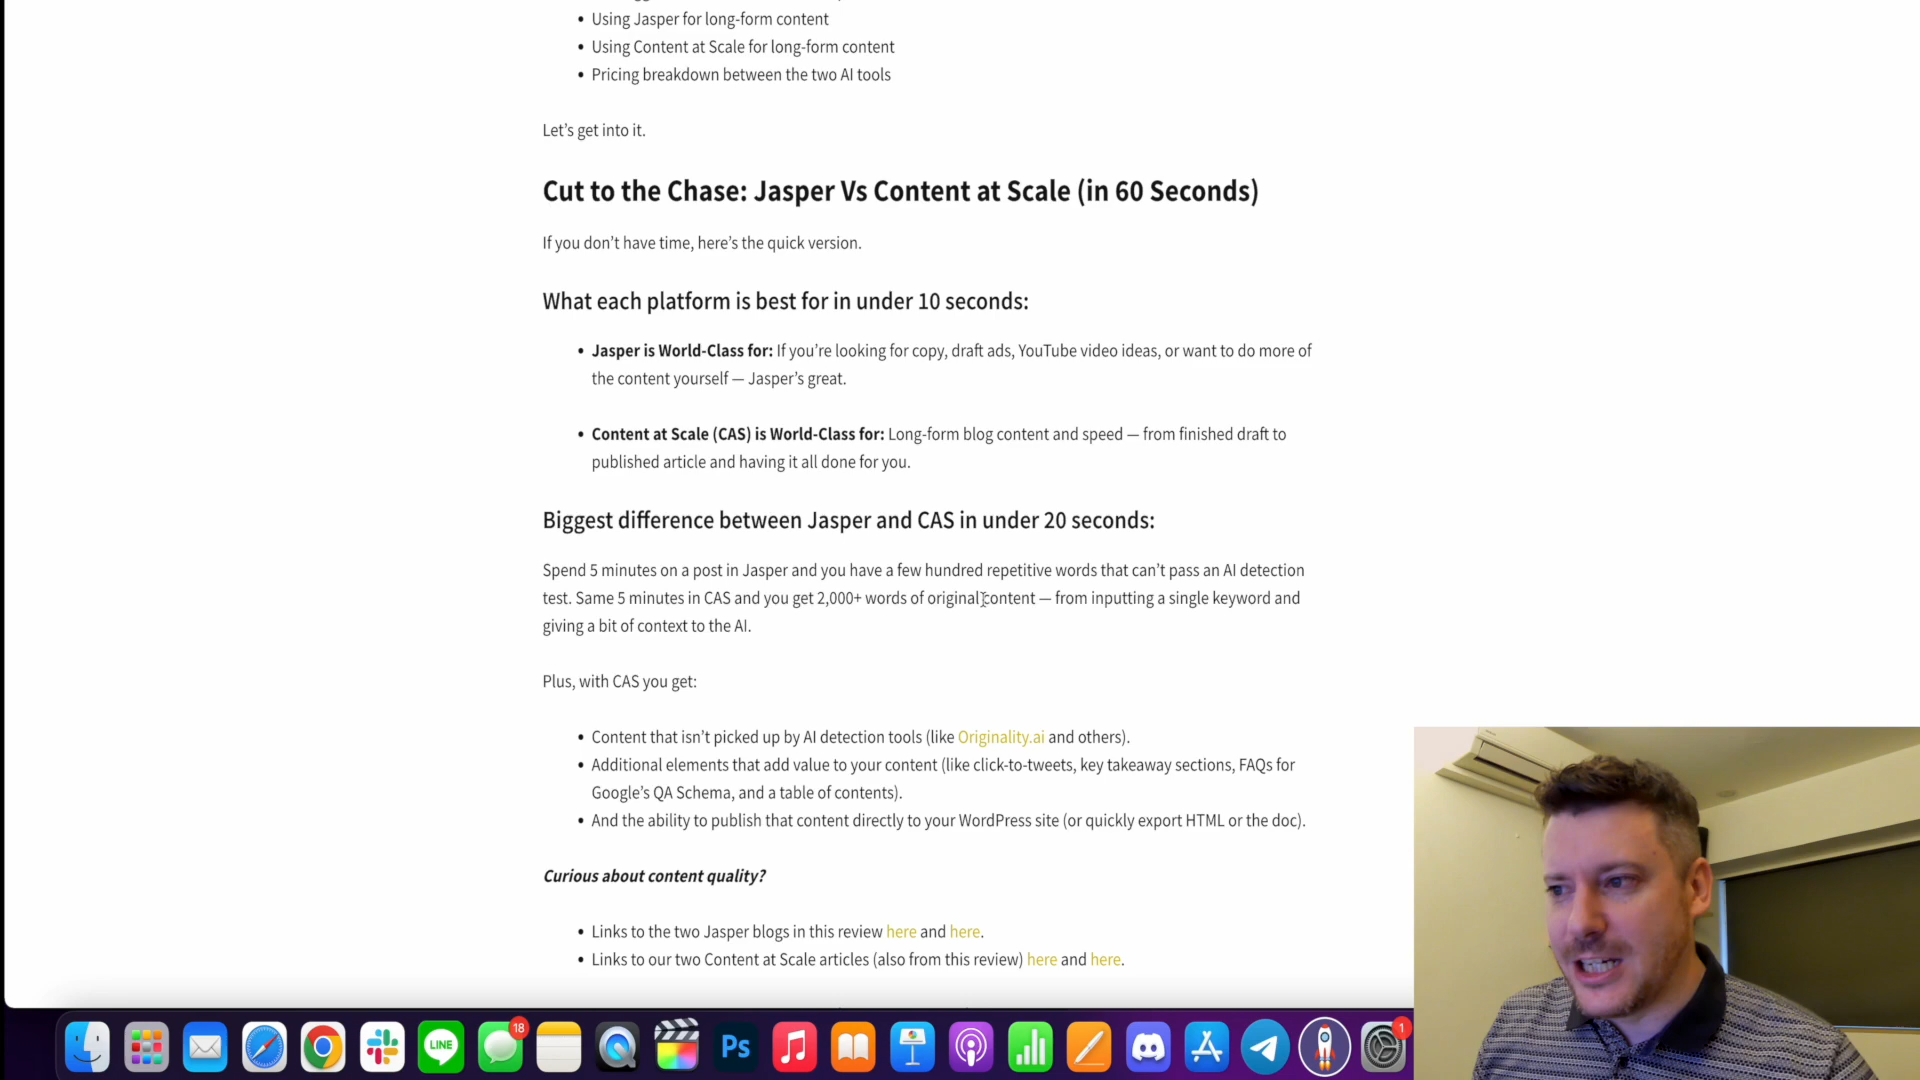 • Using Jasper for long-form content
• Using Content at Scale for long-form content
• Pricing breakdown between the two AI tools
Let’s get into it.
Cut to the Chase: Jasper Vs Content at Scale (in 60 Seconds)
If you don’t have time, here’s the quick version.
What each platform is best for in under 10 seconds:
• Jasper is World-Class for: If you’re looking for copy, draft ads, YouTube video ideas, or want to do more of
the content yourself — Jasper’s great.
• Content at Scale (CAS) is World-Class for: Long-form blog content and speed — from finished draft to
published article and having it all done for you.
Biggest difference between Jasper and CAS in under 20 seconds:
Spend 5 minutes on a post in Jasper and you have a few hundred repetitive words that can’t pass an AI detection
test. Same 5 minutes in CAS and you get 2,000+ words of original content — from inputting a single keyword and
giving a bit of context to the AI.
Plus, with CAS you get:
• Content that isn’t picked up by AI detection tools (like Originality.ai and others).
• Additional elements that add value to your content (like click-to-tweets, key takeaway sections, FAQs for
Google’s QA Schema, and a table of contents).
• And the ability to publish that content directly to your WordPress site (or quickly export HTML or the doc).
Curious about content quality?
• Links to the two Jasper blogs in this review here and here.
• Links to our two Content at Scale articles (also from this review) here and here.
LINE
18
Ps
1